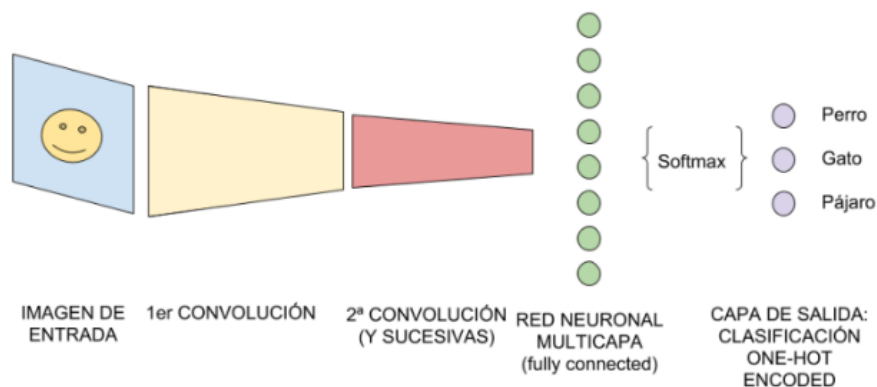 Perro
Gato
Pájaro
Softmax
IMAGEN DE
ENTRADA
1er CONVOLUCIÓN
2ª CONVOLUCIÓN
(Y SUCESIVAS)
RED NEURONAL
MULTICAPA
(fully connected)
CAPA DE SALIDA:
CLASIFICACIÓN
ONE-HOT
ENCODED